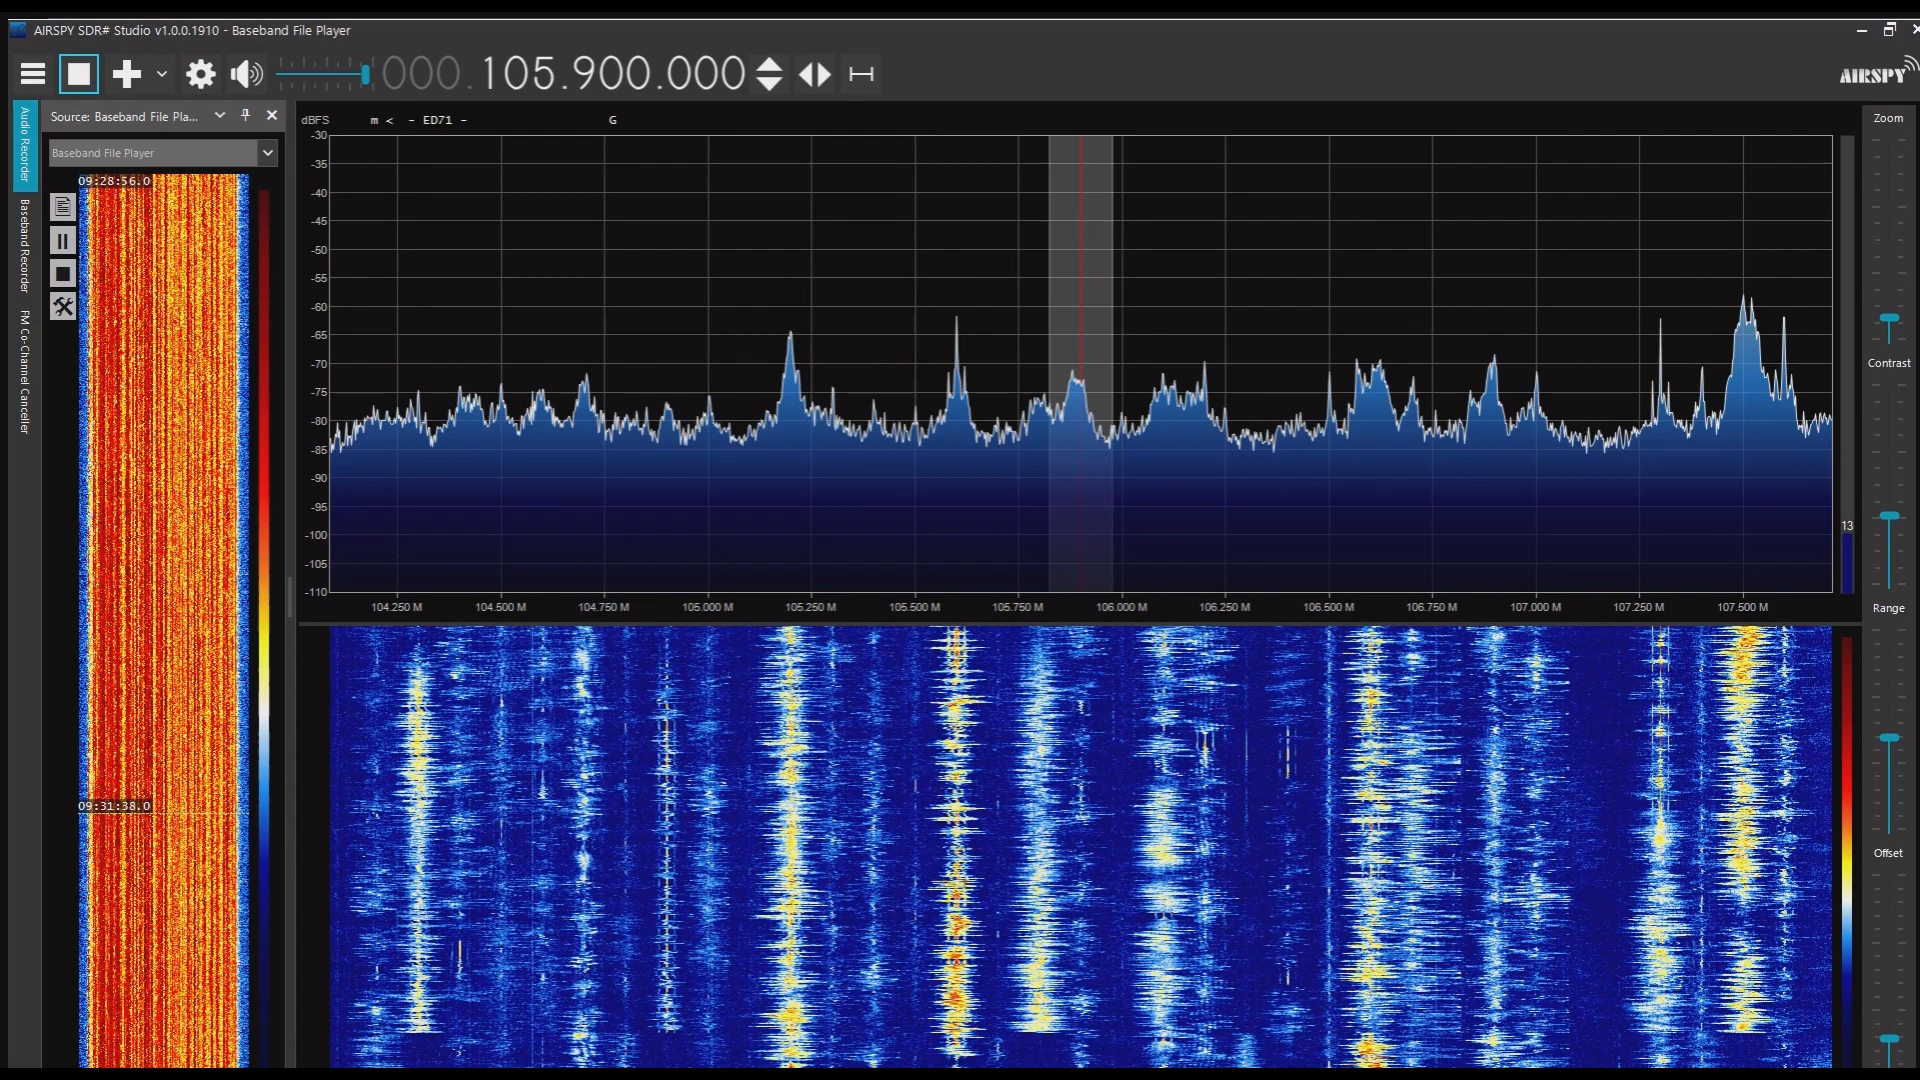 AIRSPY SDR# Studio v1.0.0.1910 - Baseband File Player
000.105.900.000
AIRSPY
Audio Recorder
Baseband Recorder
FM Co-Channel Canceller
Source: Baseband File Pla...
Baseband File Player
09:28:56.0
09:31:38.0
dBFS
m < - ED71 - G
-30
-35
-40
-45
-50
-55
-60
-65
-70
-75
-80
-85
-90
-95
-100
-105
-110
104.250 M 104.500 M 104.750 M 105.000 M 105.250 M 105.500 M 105.750 M 106.000 M 106.250 M 106.500 M 106.750 M 107.000 M 107.250 M 107.500 M
13
Zoom
Contrast
Range
Offset